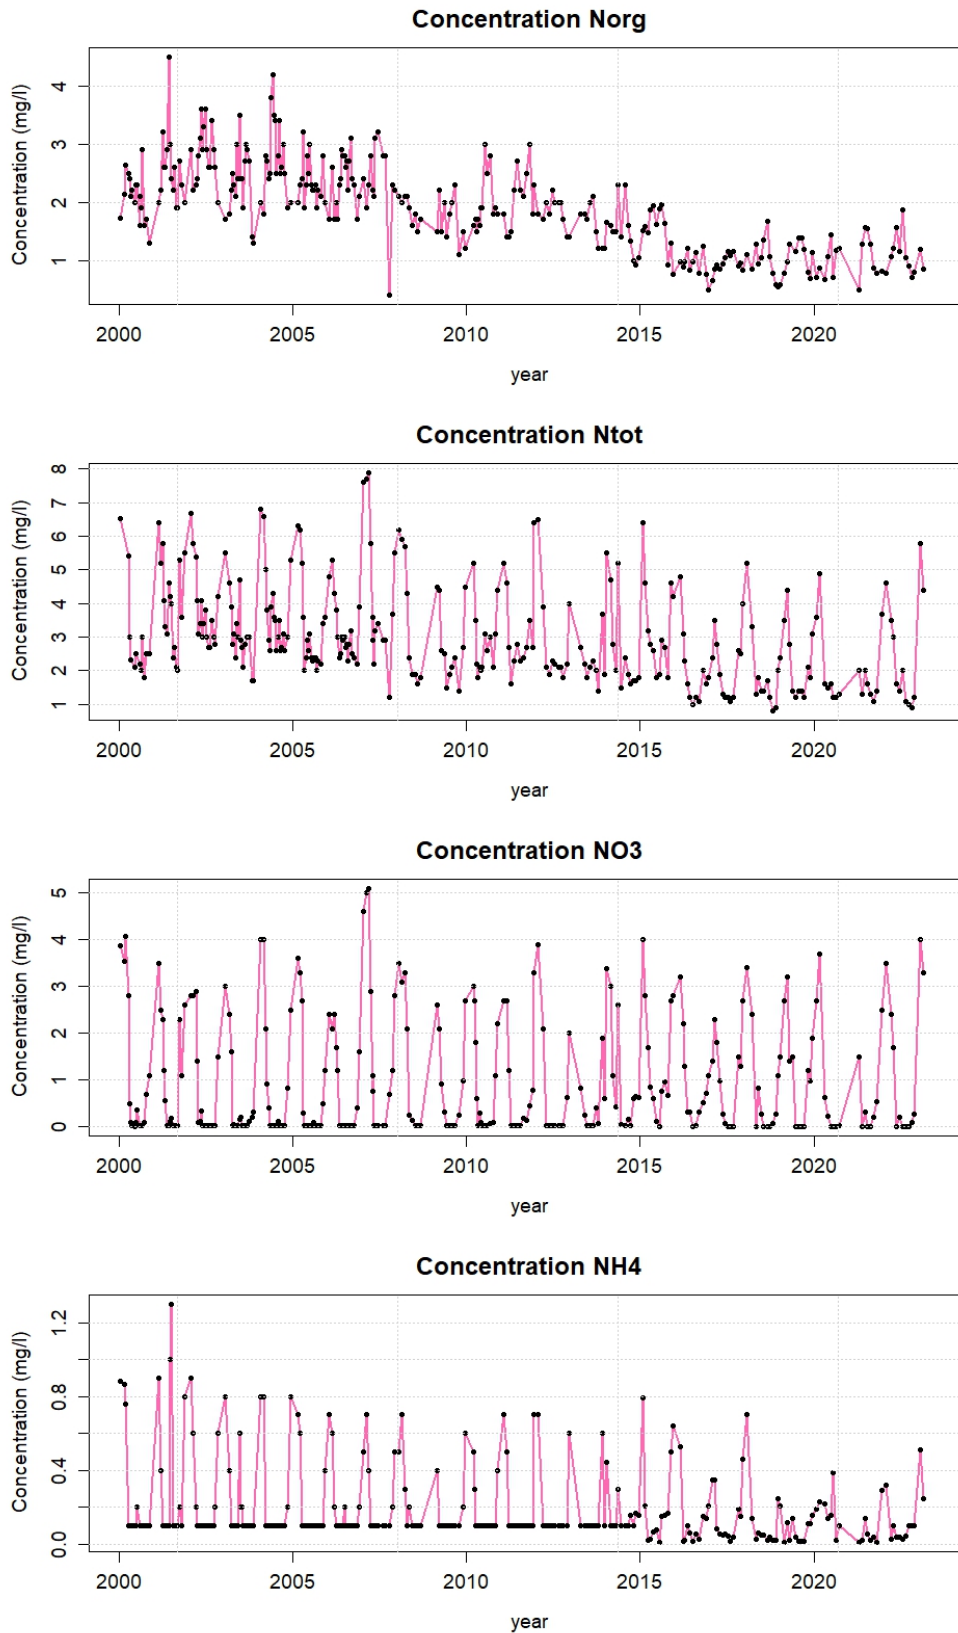 Concentration Norg
Concentration (mg/l)
4
3
2
1
2000 2005 2010 2015 2020
year
Concentration Ntot
Concentration (mg/l)
8
7
6
5
4
3
2
1
2000 2005 2010 2015 2020
year
Concentration NO3
Concentration (mg/l)
5
4
3
2
1
0
2000 2005 2010 2015 2020
year
Concentration NH4
Concentration (mg/l)
1.2
0.8
0.4
0.0
2000 2005 2010 2015 2020
year